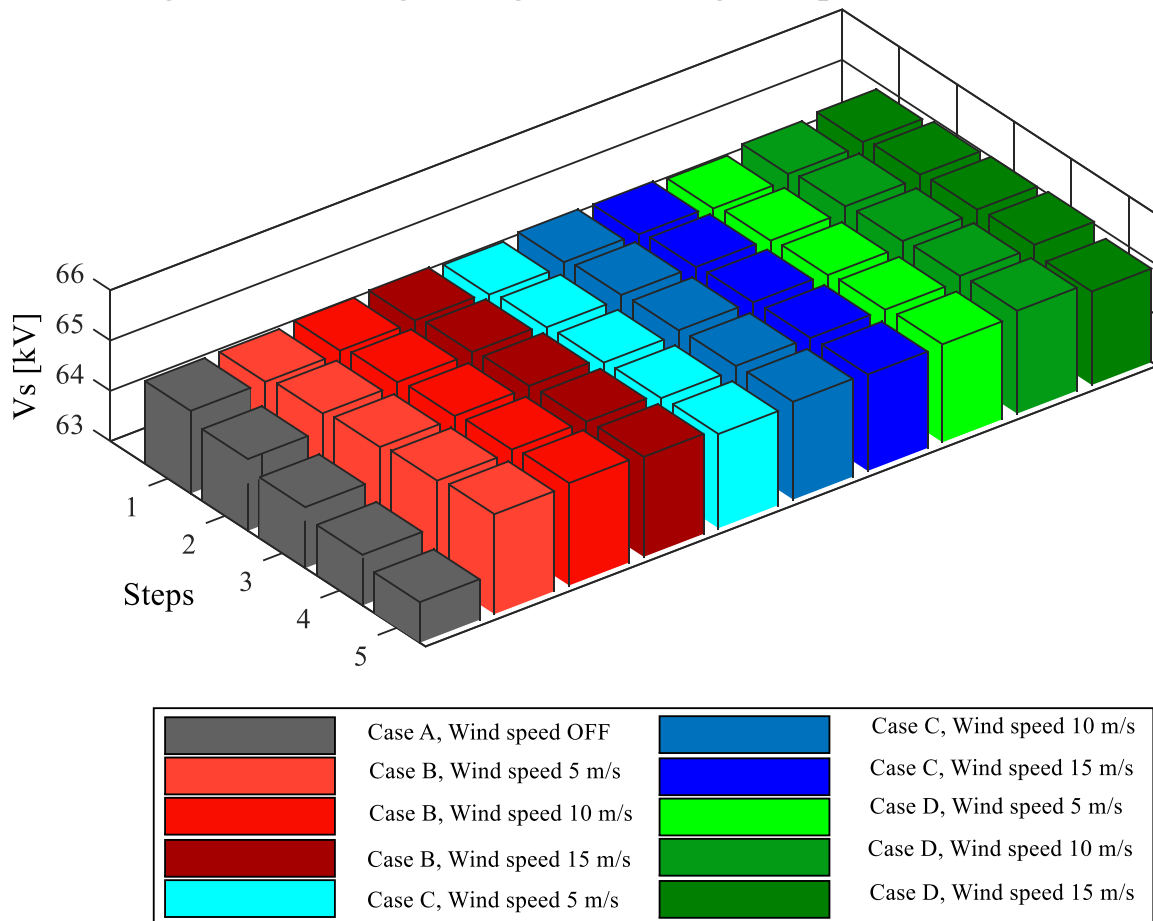 66
65
64
63
Vs [kV]
1
2
3
4
5
Steps
Case A, Wind speed OFF
Case B, Wind speed 5 m/s
Case B, Wind speed 10 m/s
Case B, Wind speed 15 m/s
Case C, Wind speed 5 m/s
Case C, Wind speed 10 m/s
Case C, Wind speed 15 m/s
Case D, Wind speed 5 m/s
Case D, Wind speed 10 m/s
Case D, Wind speed 15 m/s